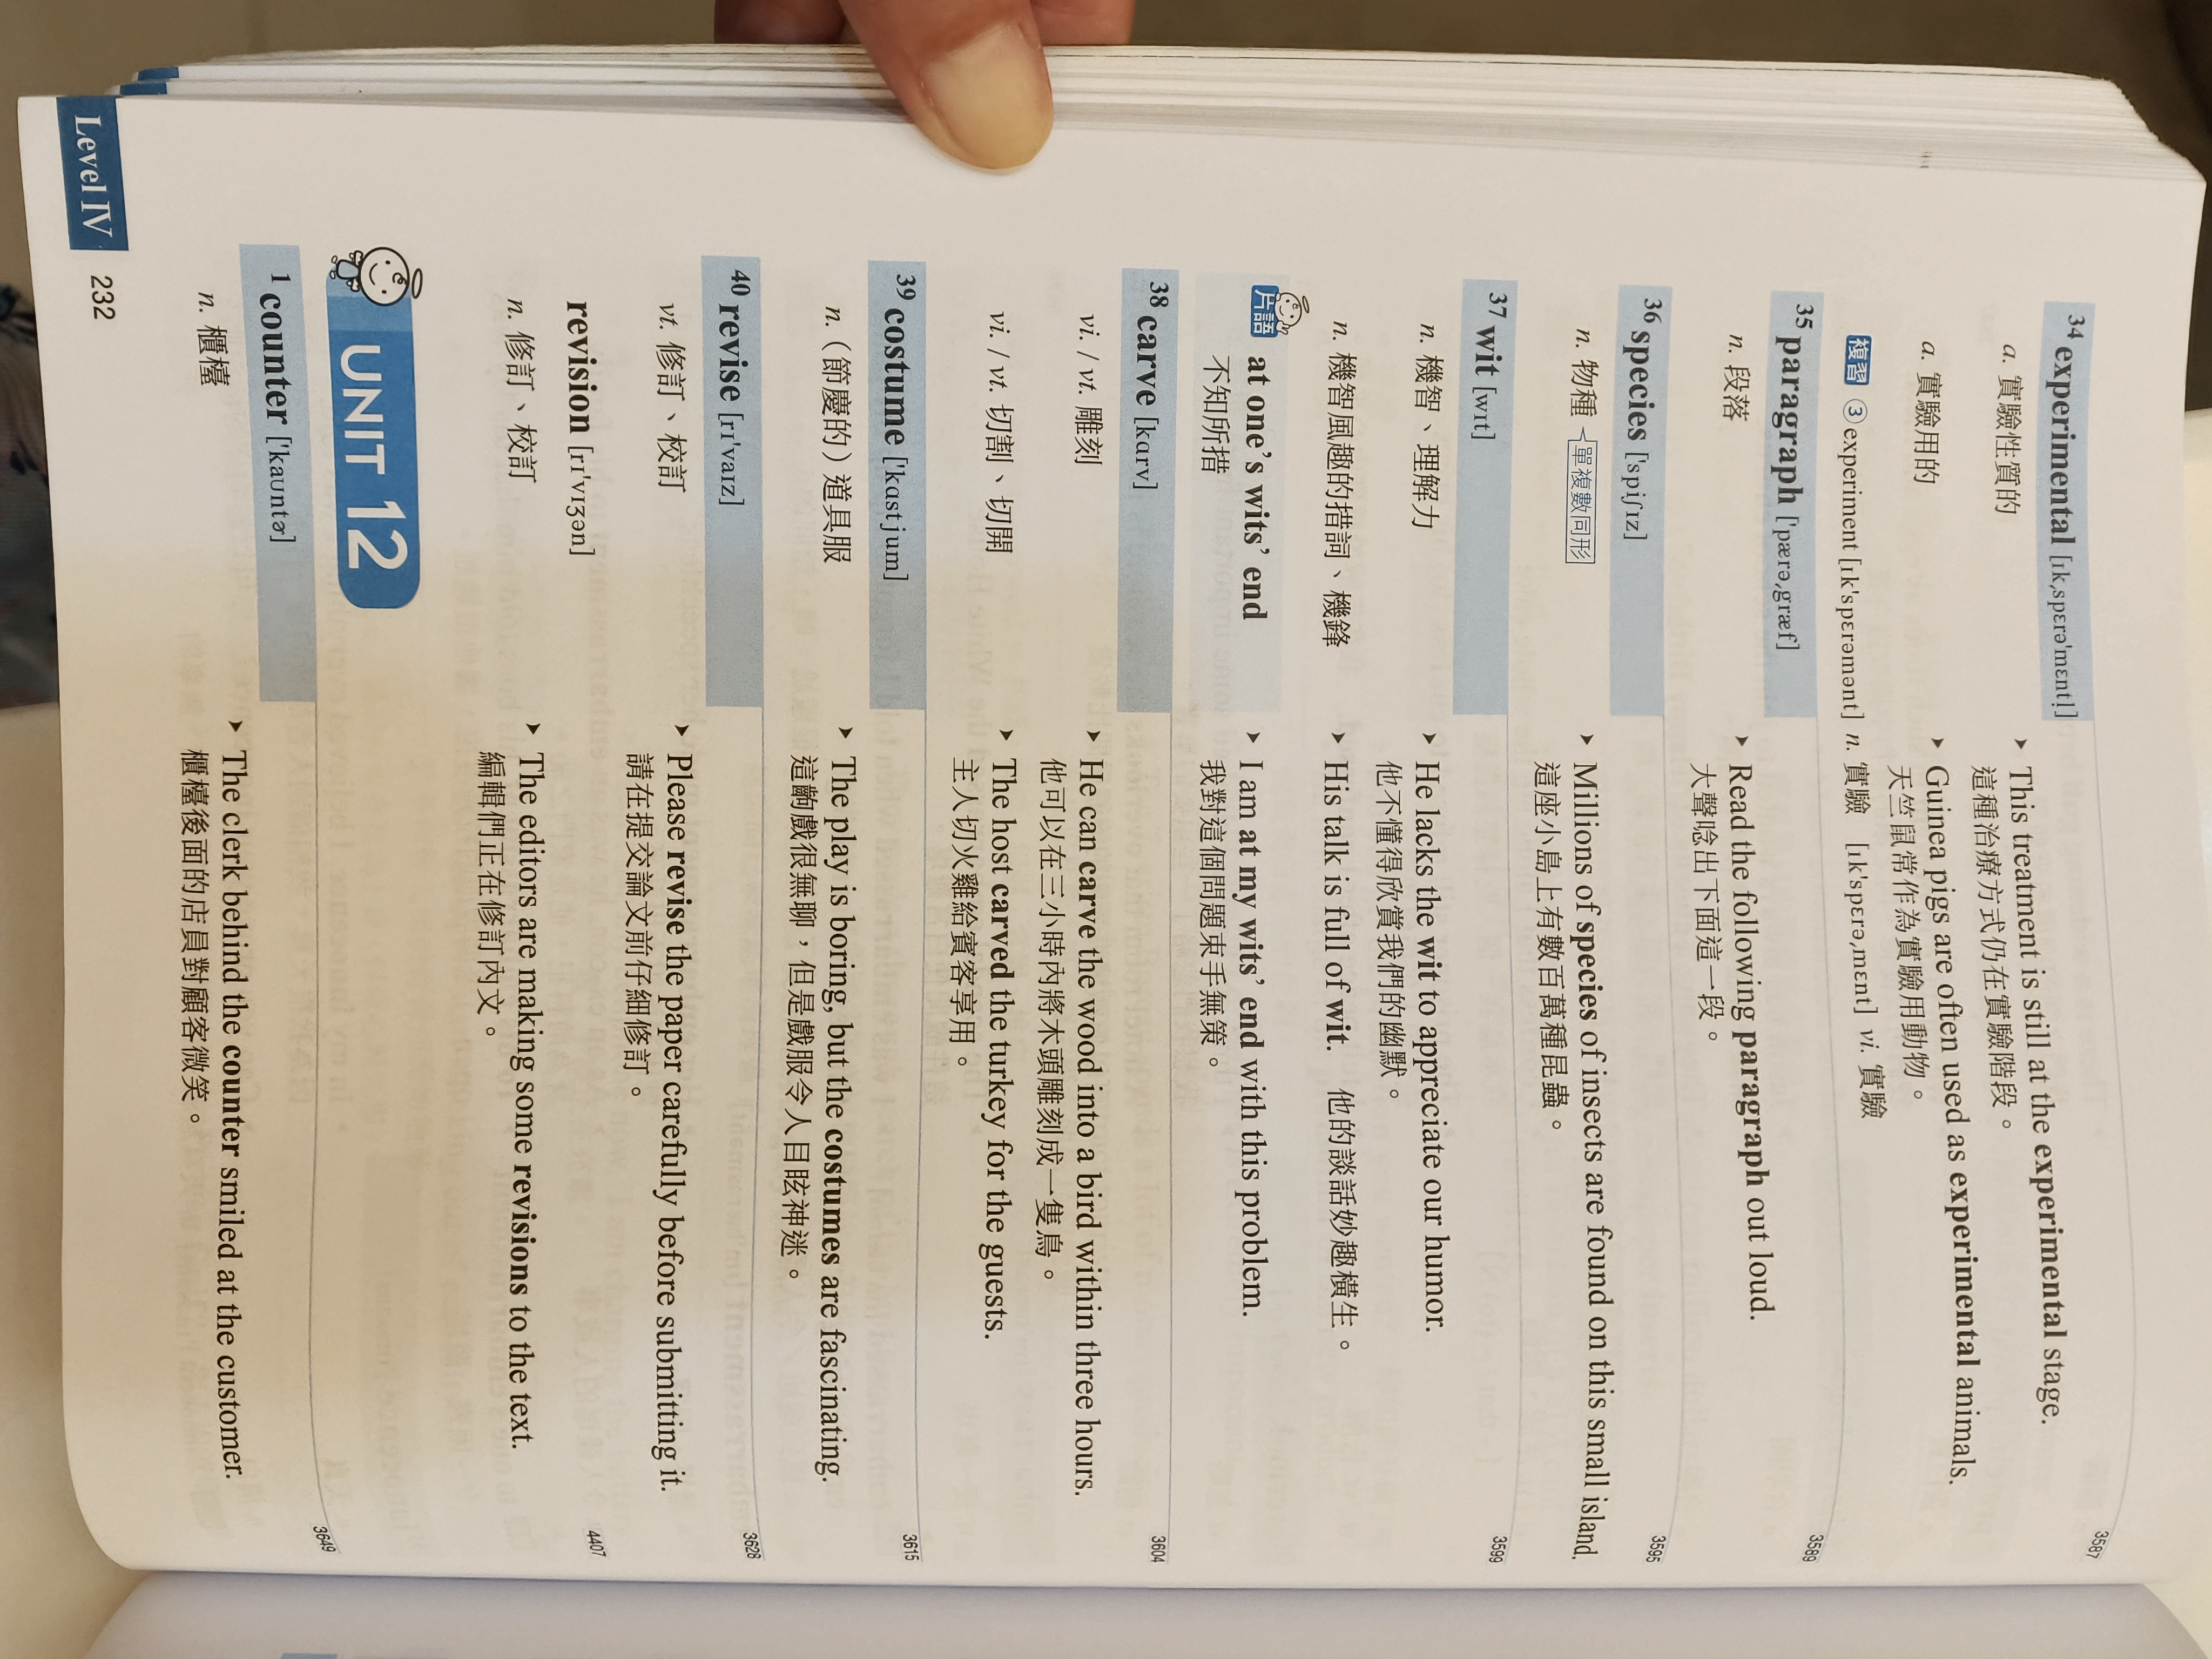 34 experimental [ɪkˌspɛrəˈmɛntl̩] 3587
a. 實驗性質的 ➤ This treatment is still at the experimental stage.
這種治療方式仍在實驗階段。
a. 實驗用的 ➤ Guinea pigs are often used as experimental animals.
天竺鼠常作為實驗用動物。
複習 ③experiment [ɪkˈspɛrəmənt] n. 實驗 [ɪkˈspɛrəˌmɛnt] vi. 實驗
35 paragraph [ˈpærəˌgræf] 3589
n. 段落 ➤ Read the following paragraph out loud.
大聲唸出下面這一段。
36 species [ˈspiʃɪz] 3595
n. 物種 單複數同形 ➤ Millions of species of insects are found on this small island.
這座小島上有數百萬種昆蟲。
37 wit [wɪt] 3599
n. 機智、理解力 ➤ He lacks the wit to appreciate our humor.
他不懂得欣賞我們的幽默。
n. 機智風趣的措詞、機鋒 ➤ His talk is full of wit. 他的談話妙趣橫生。
片語 at one's wits' end ➤ I am at my wits' end with this problem.
不知所措 我對這個問題束手無策。
38 carve [kɑrv] 3604
vi. / vt. 雕刻 ➤ He can carve the wood into a bird within three hours.
他可以在三小時內將木頭雕刻成一隻鳥。
vi. / vt. 切割、切開 ➤ The host carved the turkey for the guests.
主人切火雞給賓客享用。
39 costume [ˈkɑstjum] 3615
n.（節慶的）道具服 ➤ The play is boring, but the costumes are fascinating.
這齣戲很無聊，但是戲服令人目眩神迷。
40 revise [rɪˈvaɪz] 3628
vt. 修訂、校訂 ➤ Please revise the paper carefully before submitting it.
請在提交論文前仔細修訂。
revision [rɪˈvɪʒən] 4407
n. 修訂、校訂 ➤ The editors are making some revisions to the text.
編輯們正在修訂內文。
UNIT 12
1 counter [ˈkaʊntɚ] 3649
n. 櫃檯 ➤ The clerk behind the counter smiled at the customer.
櫃檯後面的店員對顧客微笑。
Level IV 232